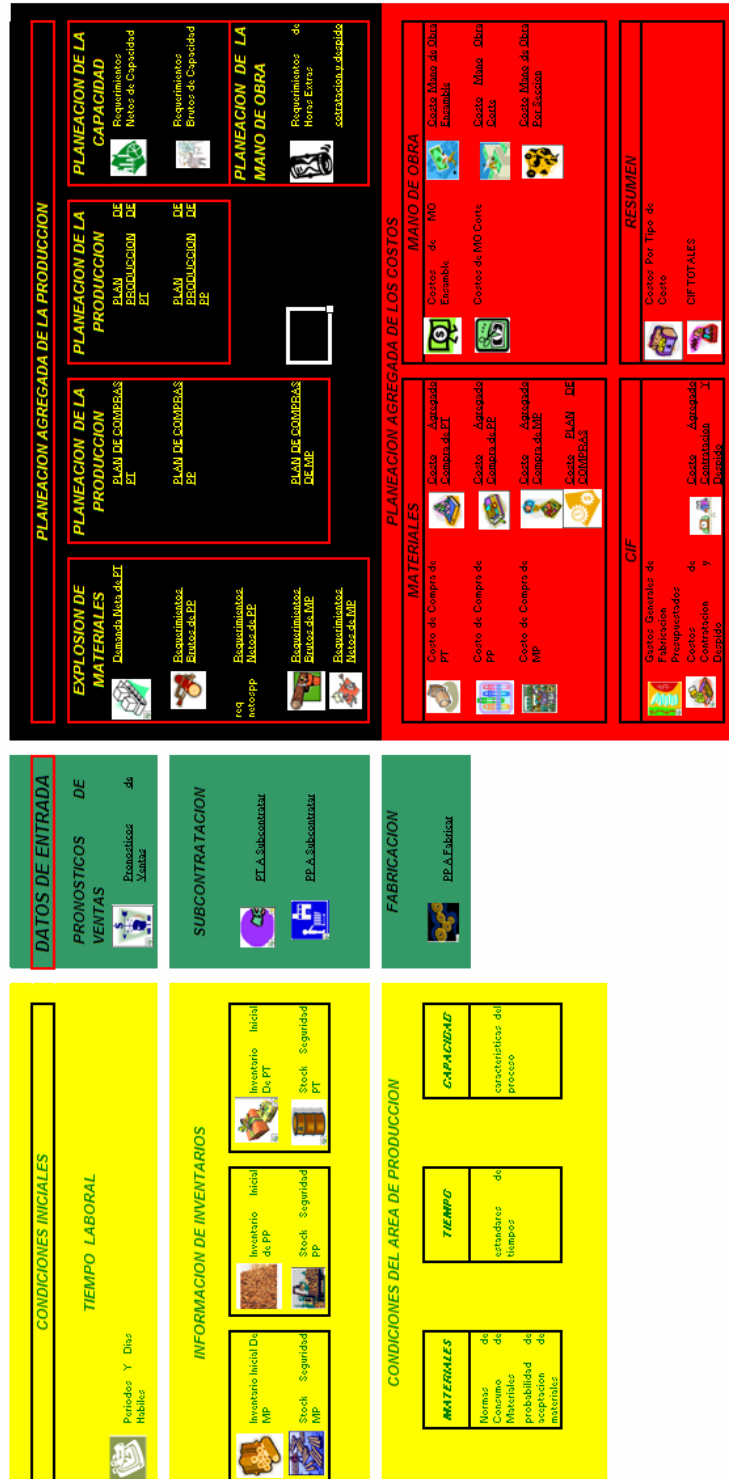 CONDICIONES INICIALES
TIEMPO LABORAL
Periodos Y Dias
Habiles
INFORMACION DE INVENTARIOS
Inventario Inicial De
MP
Stock Seguridad
MP
Inventario Inicial
de PP
Stock Seguridad
PP
Inventario Inicial
De PT
Stock Seguridad
PT
CONDICIONES DEL AREA DE PRODUCCION
MATERIALES
Normas de
Consumo de
Materiales
probabilidad de
aceptacion de
materiales
TIEMPO
estandares de
tiempos
CAPACIDAD
caracteristicas del
proceso
DATOS DE ENTRADA
PRONOSTICOS DE
VENTAS
Pronosticos de
Ventas
SUBCONTRATACION
PT A Subcontratar
PP A Subcontratar
FABRICACION
PP A Fabricar
PLANEACION AGREGADA DE LA PRODUCCION
EXPLOSION DE
MATERIALES
Demanda Neta de PT
Requerimientos
Brutos de PP
req
netospp
Requerimientos
Netos de PP
Requerimientos
Brutos de MP
Requerimientos
Netos de MP
PLANEACION DE LA
PRODUCCION
PLAN DE COMPRAS
PT
PLAN DE COMPRAS
PP
PLAN DE COMPRAS
DE MP
PLANEACION DE LA
PRODUCCION
PLAN DE
PRODUCCION DE
PT
PLAN DE
PRODUCCION DE
PP
PLANEACION DE LA
CAPACIDAD
Requerimientos
Netos de Capacidad
Requerimientos
Brutos de Capacidad
PLANEACION DE LA
MANO DE OBRA
Requerimientos de
Horas Extras
cotratacion y despido
PLANEACION AGREGADA DE LOS COSTOS
MATERIALES
Costo de Compra de
PT
Costo de Compra de
PP
Costo de Compra de
MP
Costo Agregado
Compra de PT
Costo Agregado
Compra de PP
Costo Agregado
Compra de MP
Costo PLAN DE
COMPRAS
MANO DE OBRA
Costos de MO
Ensamble
Costos de MO Corte
Costo Mano de Obra
Ensamble
Costo Mano Obra
Corte
Costo Mano de Obra
Por Seccion
CIF
Gastos Generales de
Fabricacion
Presupuestados
Costos de
Contratacion y
Despido
Costo Agregado
Contratacion Y
Despido
RESUMEN
Costos Por Tipo de
Costo
CIF TOTALES